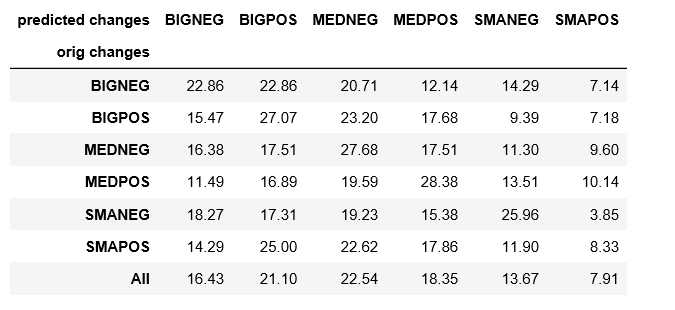 predicted changes BIGNEG BIGPOS MEDNEG MEDPOS SMANEG SMAPOS
orig changes
BIGNEG 22.86 22.86 20.71 12.14 14.29 7.14
BIGPOS 15.47 27.07 23.20 17.68 9.39 7.18
MEDNEG 16.38 17.51 27.68 17.51 11.30 9.60
MEDPOS 11.49 16.89 19.59 28.38 13.51 10.14
SMANEG 18.27 17.31 19.23 15.38 25.96 3.85
SMAPOS 14.29 25.00 22.62 17.86 11.90 8.33
All 16.43 21.10 22.54 18.35 13.67 7.91